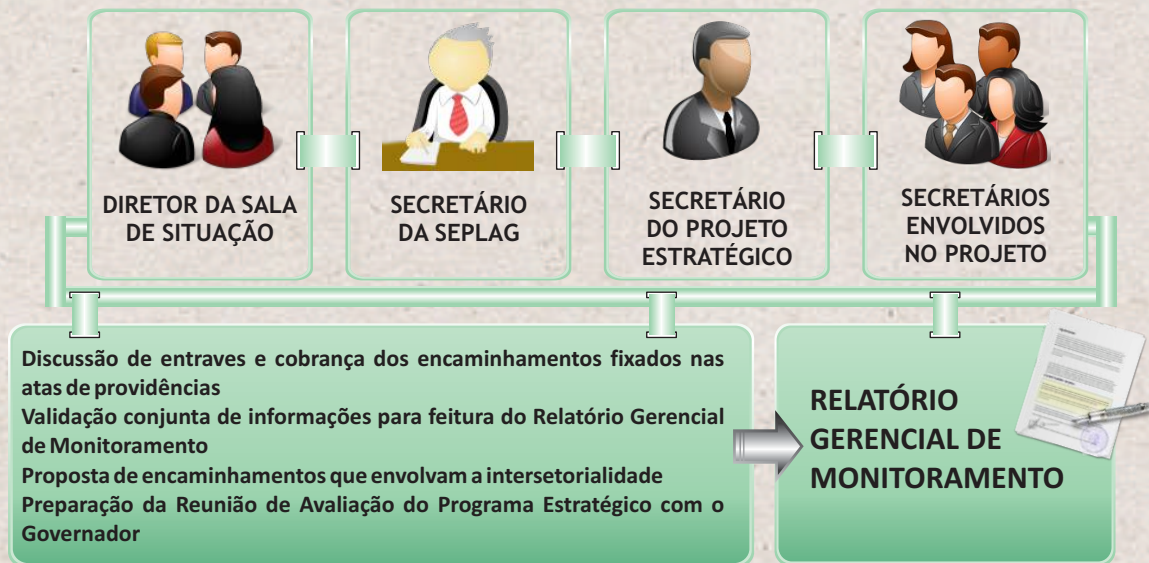 DIRETOR DA SALA
DE SITUAÇÃO
SECRETÁRIO
DA SEPLAG
SECRETÁRIO
DO PROJETO
ESTRATÉGICO
SECRETÁRIOS
ENVOLVIDOS
NO PROJETO
Discussão de entraves e cobrança dos encaminhamentos fixados nas
atas de providências
Validação conjunta de informações para feitura do Relatório Gerencial
de Monitoramento
Proposta de encaminhamentos que envolvam a intersetorialidade
Preparação da Reunião de Avaliação do Programa Estratégico com o
Governador
RELATÓRIO
GERENCIAL DE
MONITORAMENTO